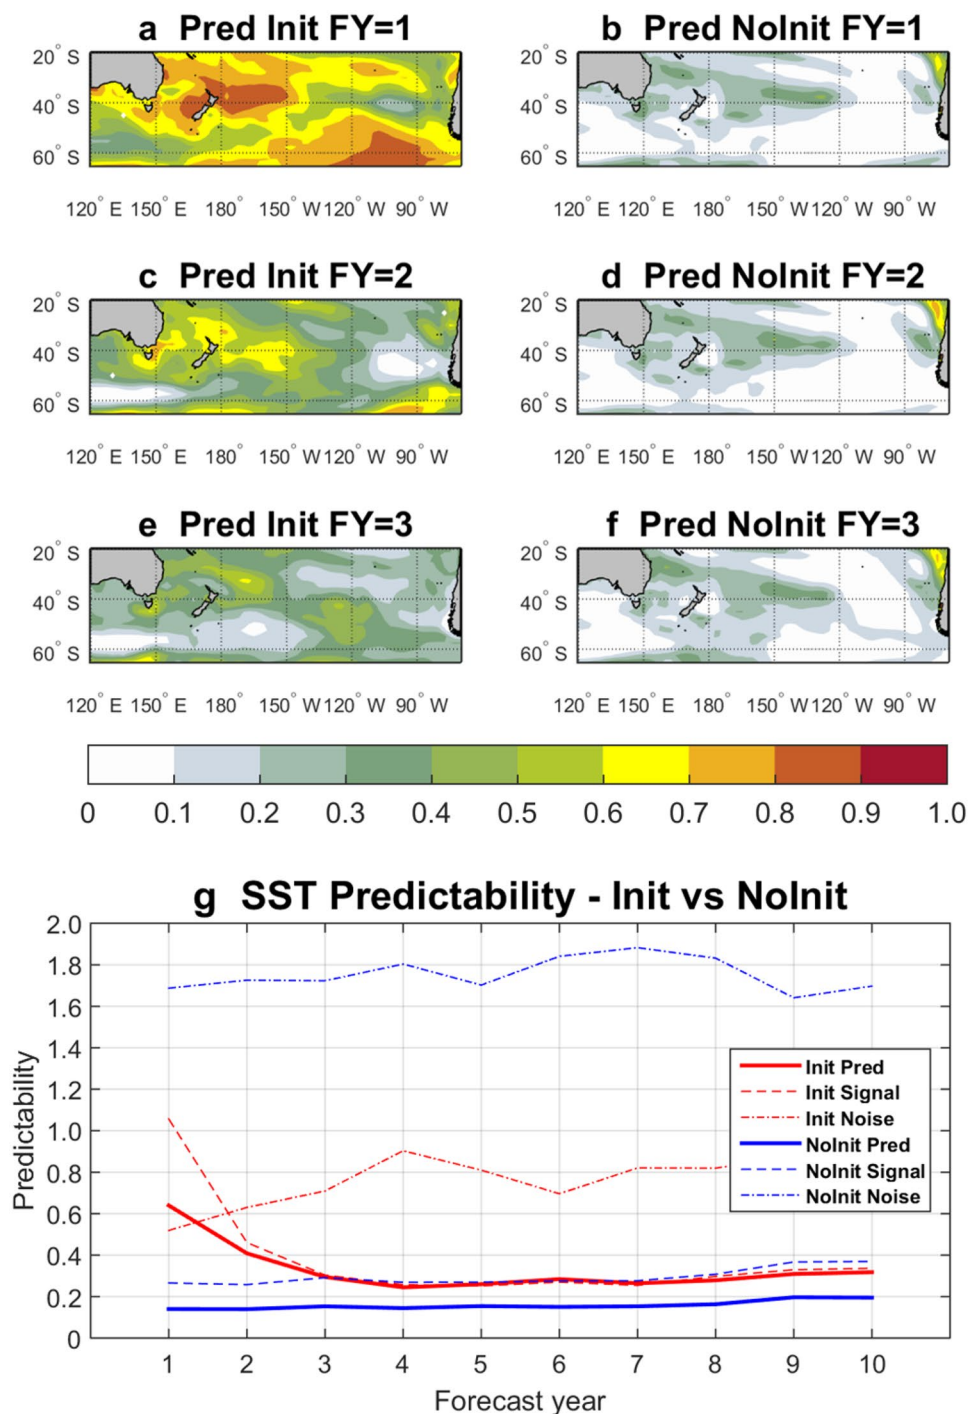 a Pred Init FY=1
b Pred NoInit FY=1
20° S
40° S
60° S
120° E 150° E 180° 150° W 120° W 90° W
20° S
40° S
60° S
120° E 120° E 180° 150° W 120° W 90° W
c Pred Init FY=2
d Pred NoInit FY=2
20° S
40° S
60° S
120° E 150° E 180° 150° W 120° W 90° W
20° S
40° S
60° S
120° E 120° E 180° 150° W 120° W 90° W
e Pred Init FY=3
f Pred NoInit FY=3
20° S
40° S
60° S
120° E 150° E 180° 150° W 120° W 90° W
20° S
40° S
60° S
120° E 120° E 180° 150° W 120° W 90° W
0 0.1 0.2 0.3 0.4 0.5 0.6 0.7 0.8 0.9 1.0
g SST Predictability - Init vs NoInit
Predictability
2.0
1.8
1.6
1.4
1.2
1.0
0.8
0.6
0.4
0.2
0
Init Pred
Init Signal
Init Noise
NoInit Pred
NoInit Signal
NoInit Noise
1 2 3 4 5 6 7 8 9 10
Forecast year